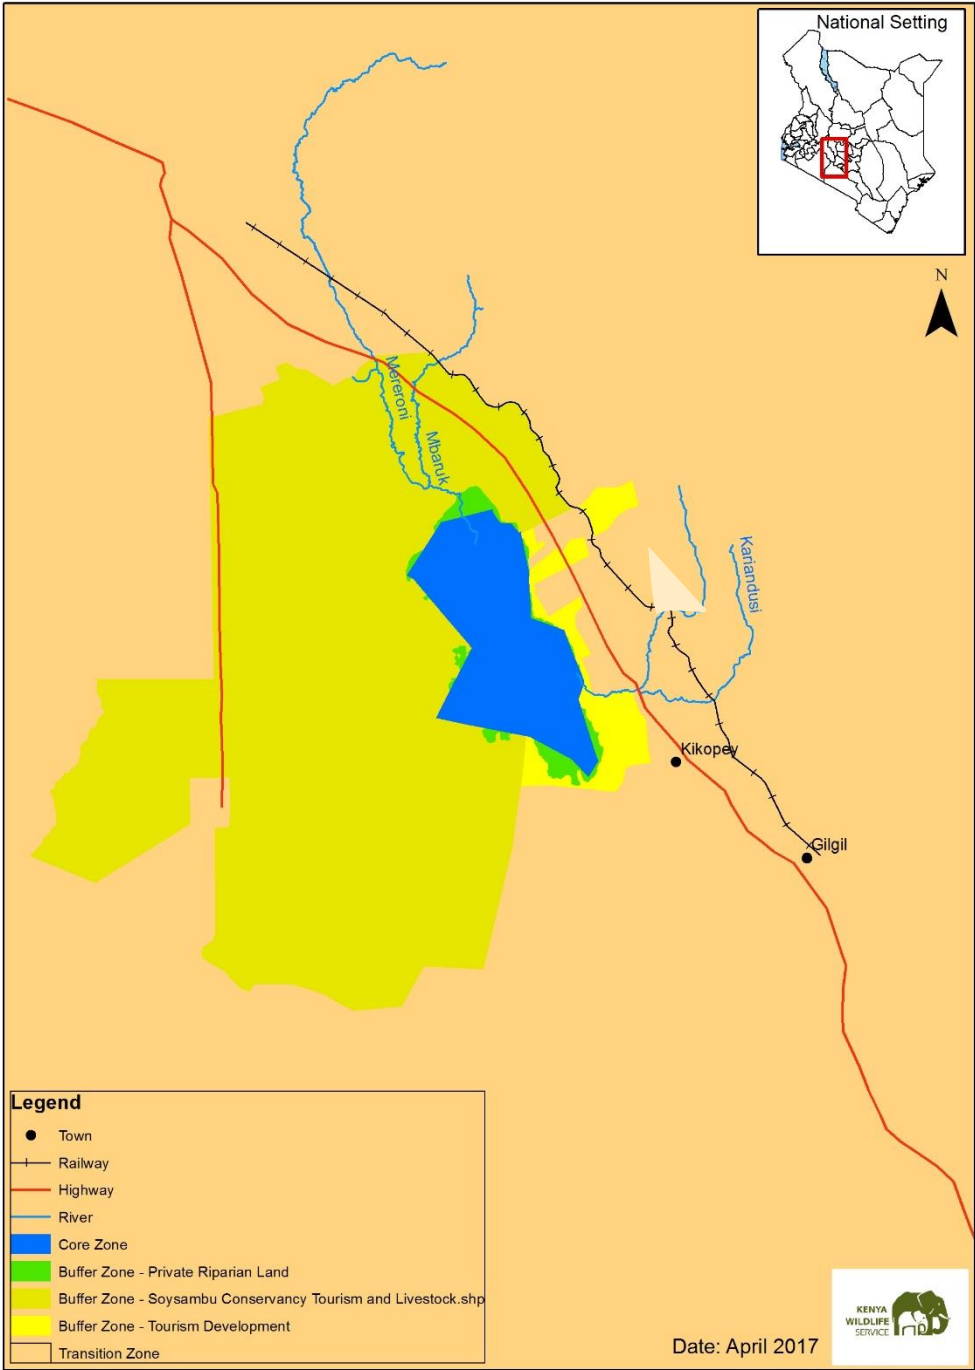 National Setting
N
Mereroni
Mbaruk
Kariandusi
Kikopey
Gilgil
Legend
Town
Railway
Highway
River
Core Zone
Buffer Zone - Private Riparian Land
Buffer Zone - Soysambu Conservancy Tourism and Livestock.shp
Buffer Zone - Tourism Development
Transition Zone
Date: April 2017
KENYA
WILDLIFE
SERVICE